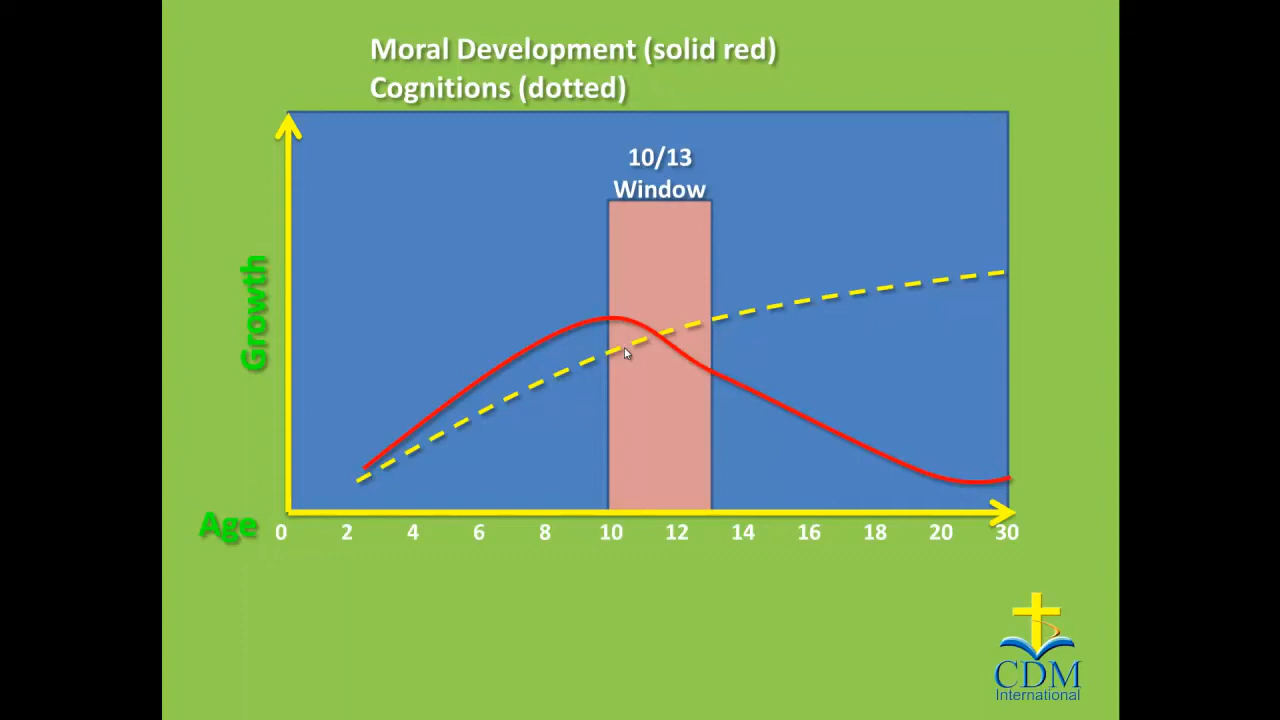 Moral Development (solid red)
Cognitions (dotted)
10/13
Window
Growth
Age
0 2 4 6 8 10 12 14 16 18 20 30
CDM
International